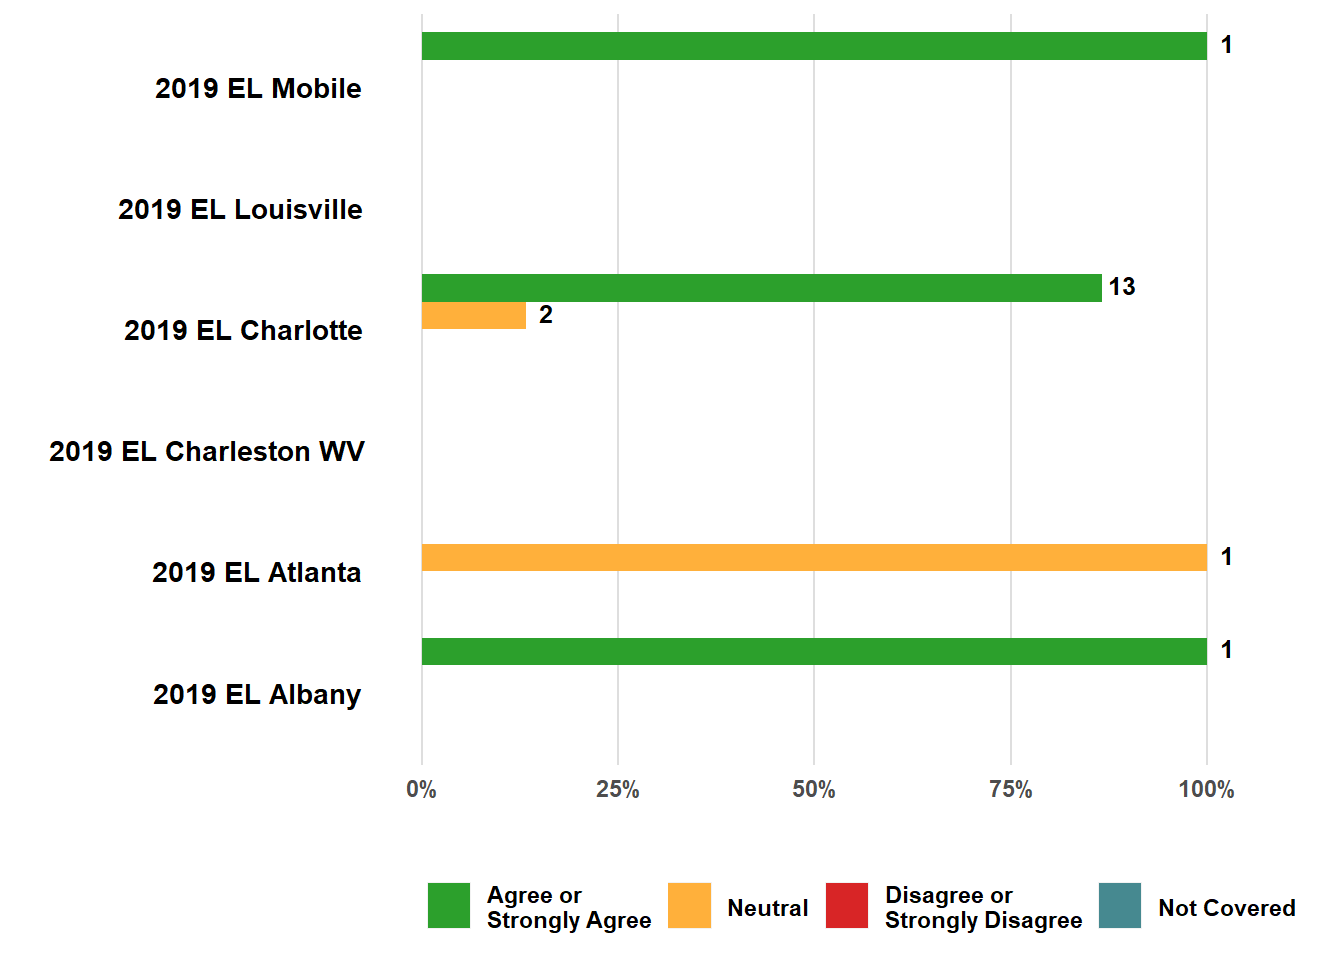 1
2019 EL Mobile
2019 EL Louisville
13
2
2019 EL Charlotte
2019 EL Charleston WV
1
2019 EL Atlanta
1
2019 EL Albany
0% 25% 50% 75% 100%
Agree or
Strongly Agree
Neutral
Disagree or
Strongly Disagree
Not Covered